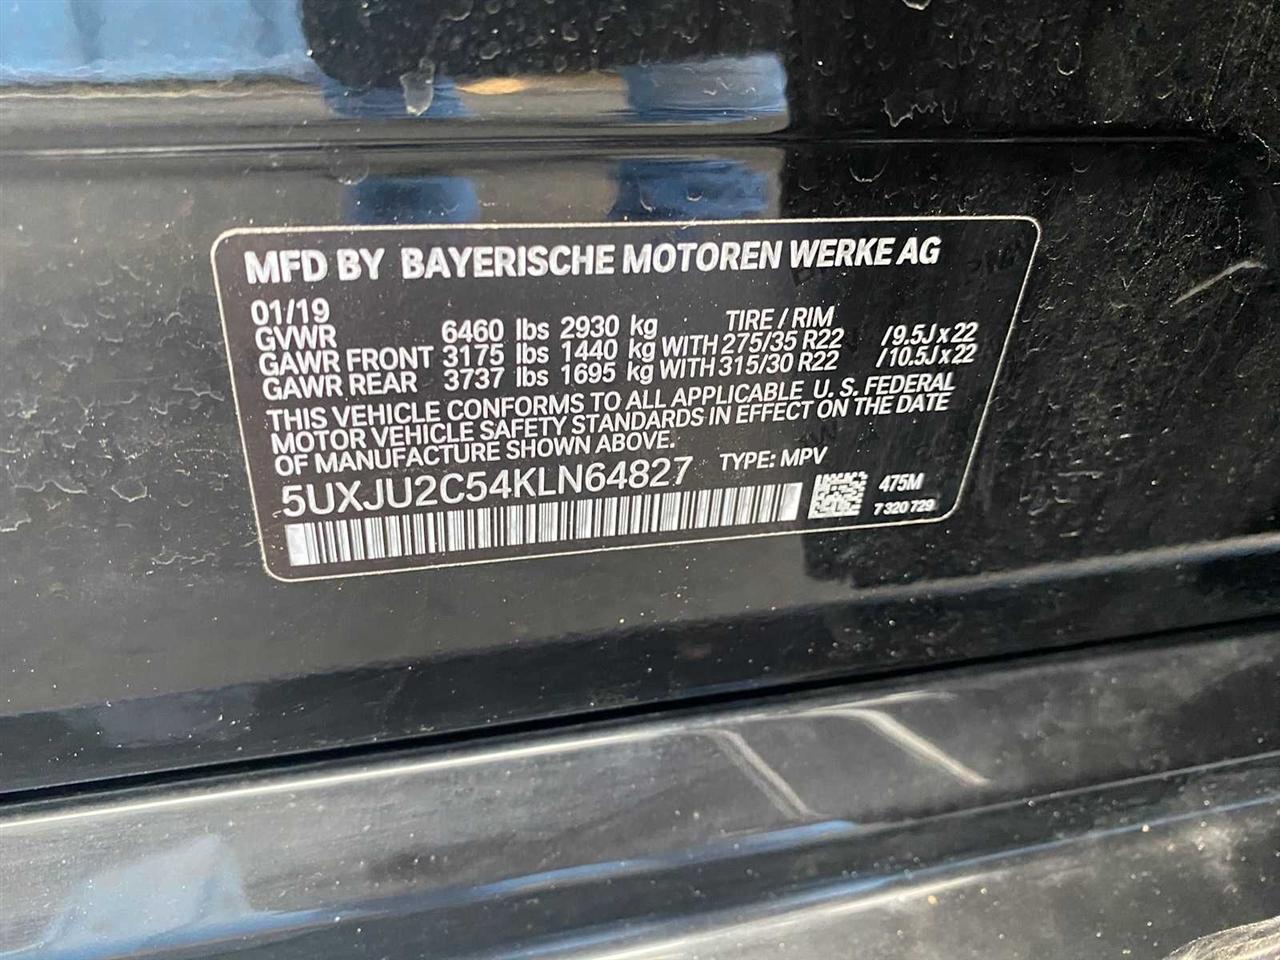 MFD BY BAYERISCHE MOTOREN WERKE AG
01/19 TIRE / RIM
GVWR 6460 lbs 2930 kg
GAWR FRONT 3175 lbs 1440 kg WITH 275/35 R22 / 9.5J x 22
GAWR REAR 3737 lbs 1695 kg WITH 315/30 R22 / 10.5J x 22
THIS VEHICLE CONFORMS TO ALL APPLICABLE U. S. FEDERAL
MOTOR VEHICLE SAFETY STANDARDS IN EFFECT ON THE DATE
OF MANUFACTURE SHOWN ABOVE.
5UXJU2C54KLN64827 TYPE: MPV
475M
7 320 729